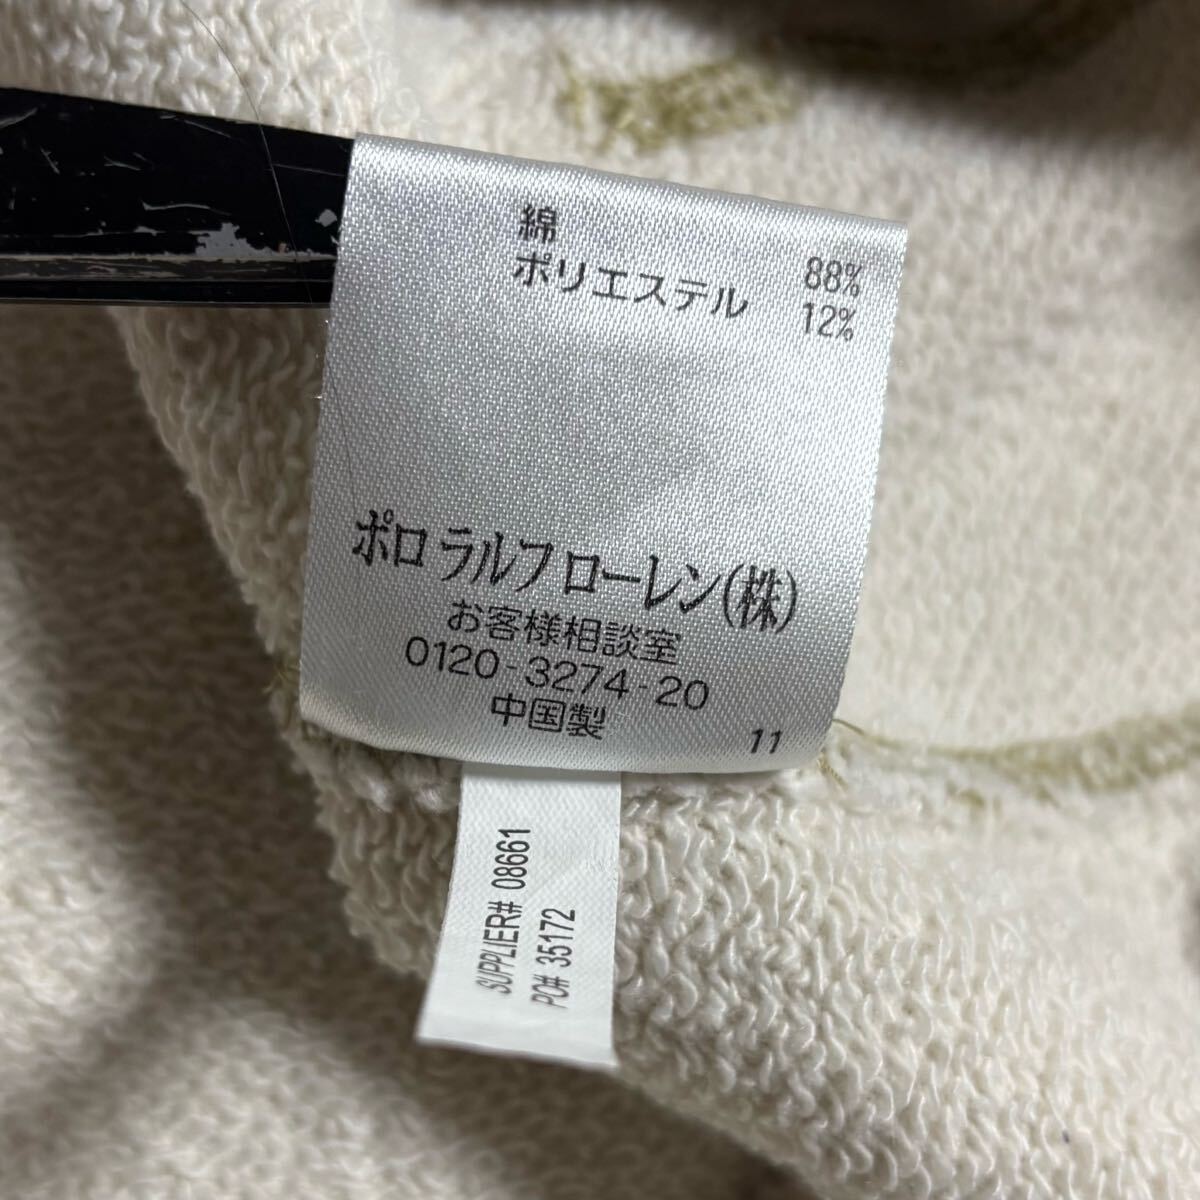 綿 88%
ポリエステル 12%
ポロ ラルフ ローレン(株)
お客様相談室
0120-3274-20
中国製
11
SUPPLIER# 08661
PO# 35172